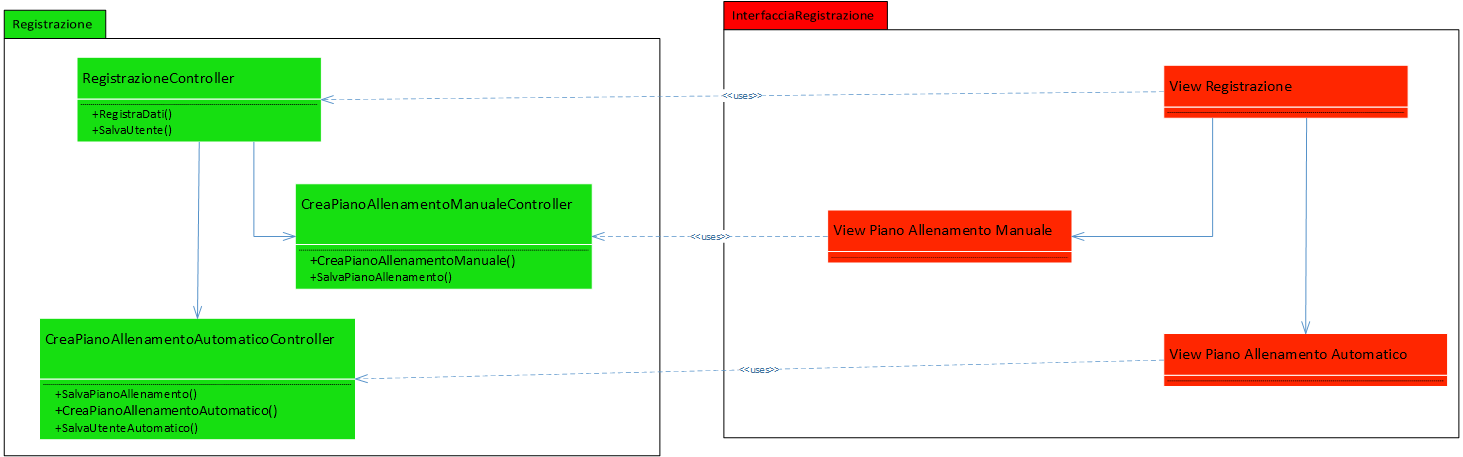 Registrazione
InterfacciaRegistrazione
RegistrazioneController
+RegistraDati()
+SalvaUtente()
<<uses>>
View Registrazione
CreaPianoAllenamentoManualeController
+CreaPianoAllenamentoManuale()
+SalvaPianoAllenamento()
<<uses>>
View Piano Allenamento Manuale
CreaPianoAllenamentoAutomaticoController
+SalvaPianoAllenamento()
+CreaPianoAllenamentoAutomatico()
+SalvaUtenteAutomatico()
<<uses>>
View Piano Allenamento Automatico